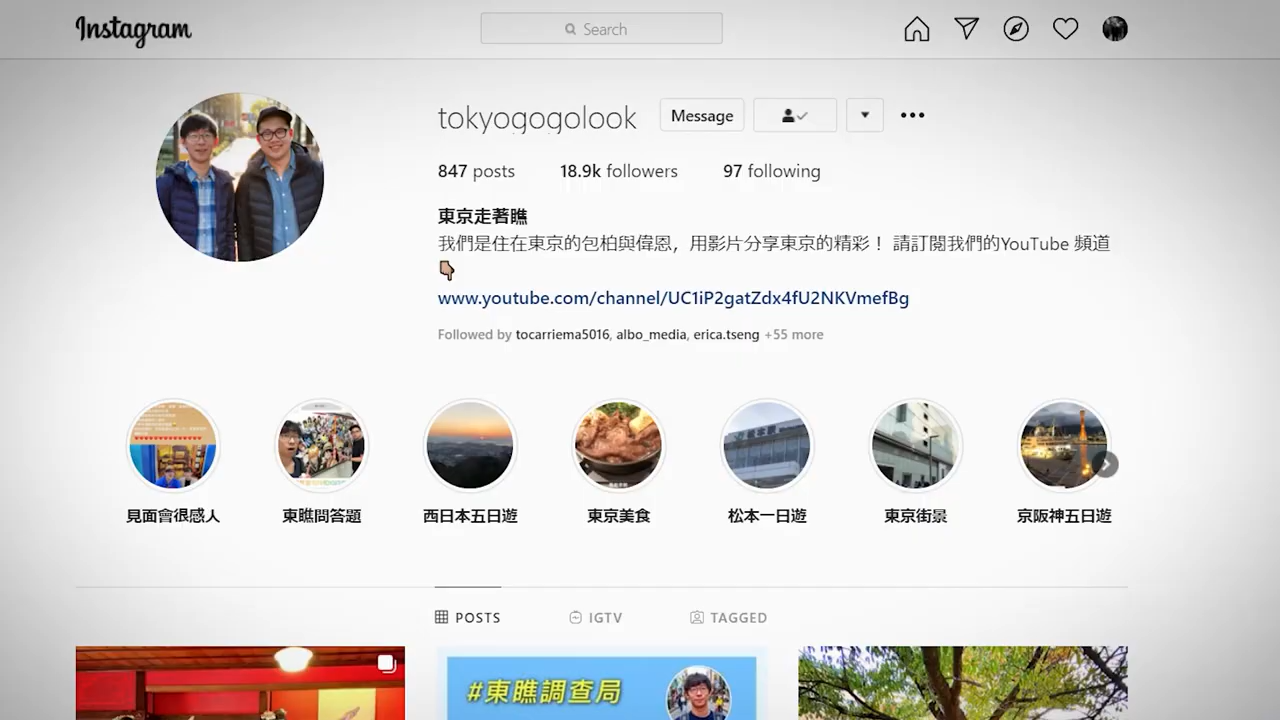 Instagram
Search
tokyogogolook
Message
847 posts
18.9k followers
97 following
東京走著瞧
我們是住在東京的包柏與偉恩，用影片分享東京的精彩！ 請訂閱我們的YouTube 頻道
👇🏽
www.youtube.com/channel/UC1iP2gatZdx4fU2NKVmefBg
Followed by tocarriema5016, albo_media, erica.tseng +55 more
見面會很感人
東瞧問答題
西日本五日遊
東京美食
松本一日遊
東京街景
京阪神五日遊
POSTS
IGTV
TAGGED
#東瞧調查局